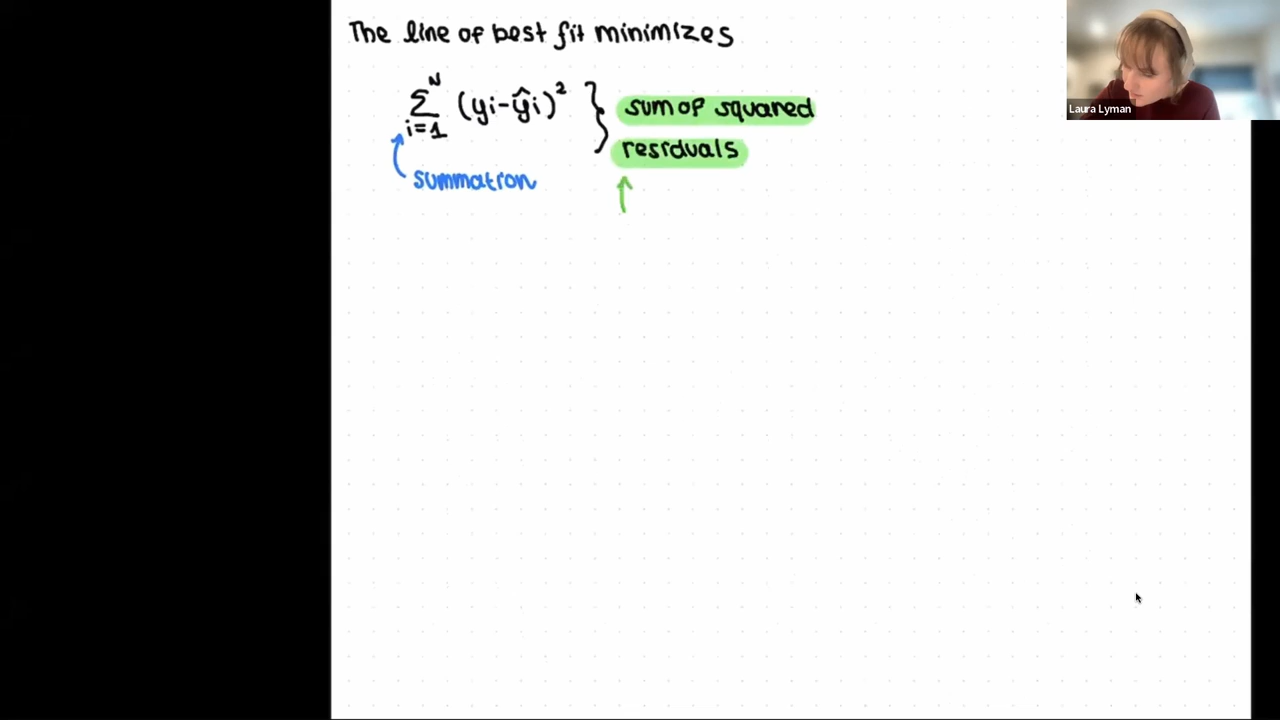 The line of best fit minimizes
N
Σ (yi-ŷi)²
i=1
sum of squared
residuals
summation
Laura Lyman